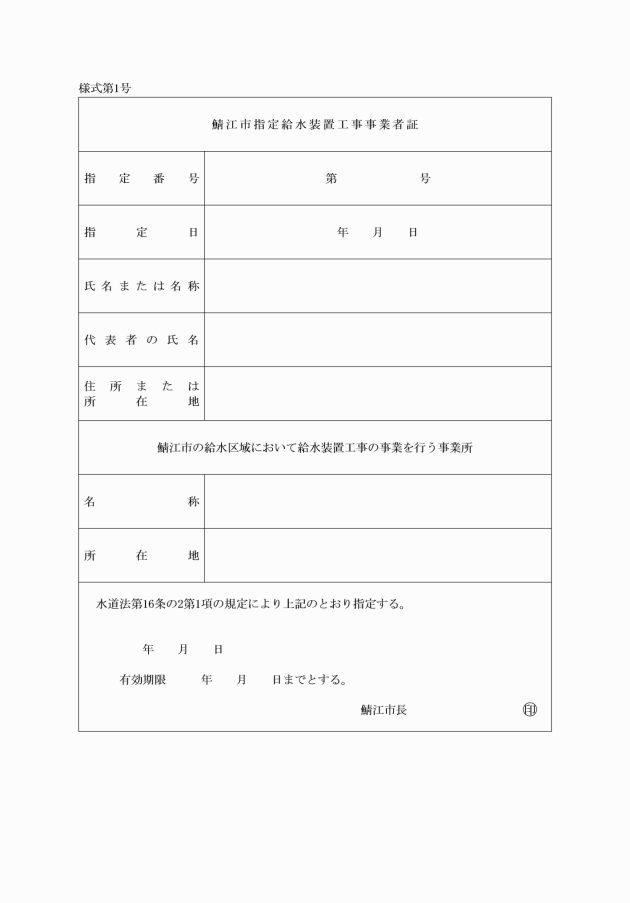 様式第1号
鯖江市指定給水装置工事事業者証
指定番号 第 号
指定日 年 月 日
氏名または名称
代表者の氏名
住所または
所在地
鯖江市の給水区域において給水装置工事の事業を行う事業所
名称
所在地
水道法第16条の2第1項の規定により上記のとおり指定する。
年 月 日
有効期限 年 月 日までとする。
鯖江市長 印